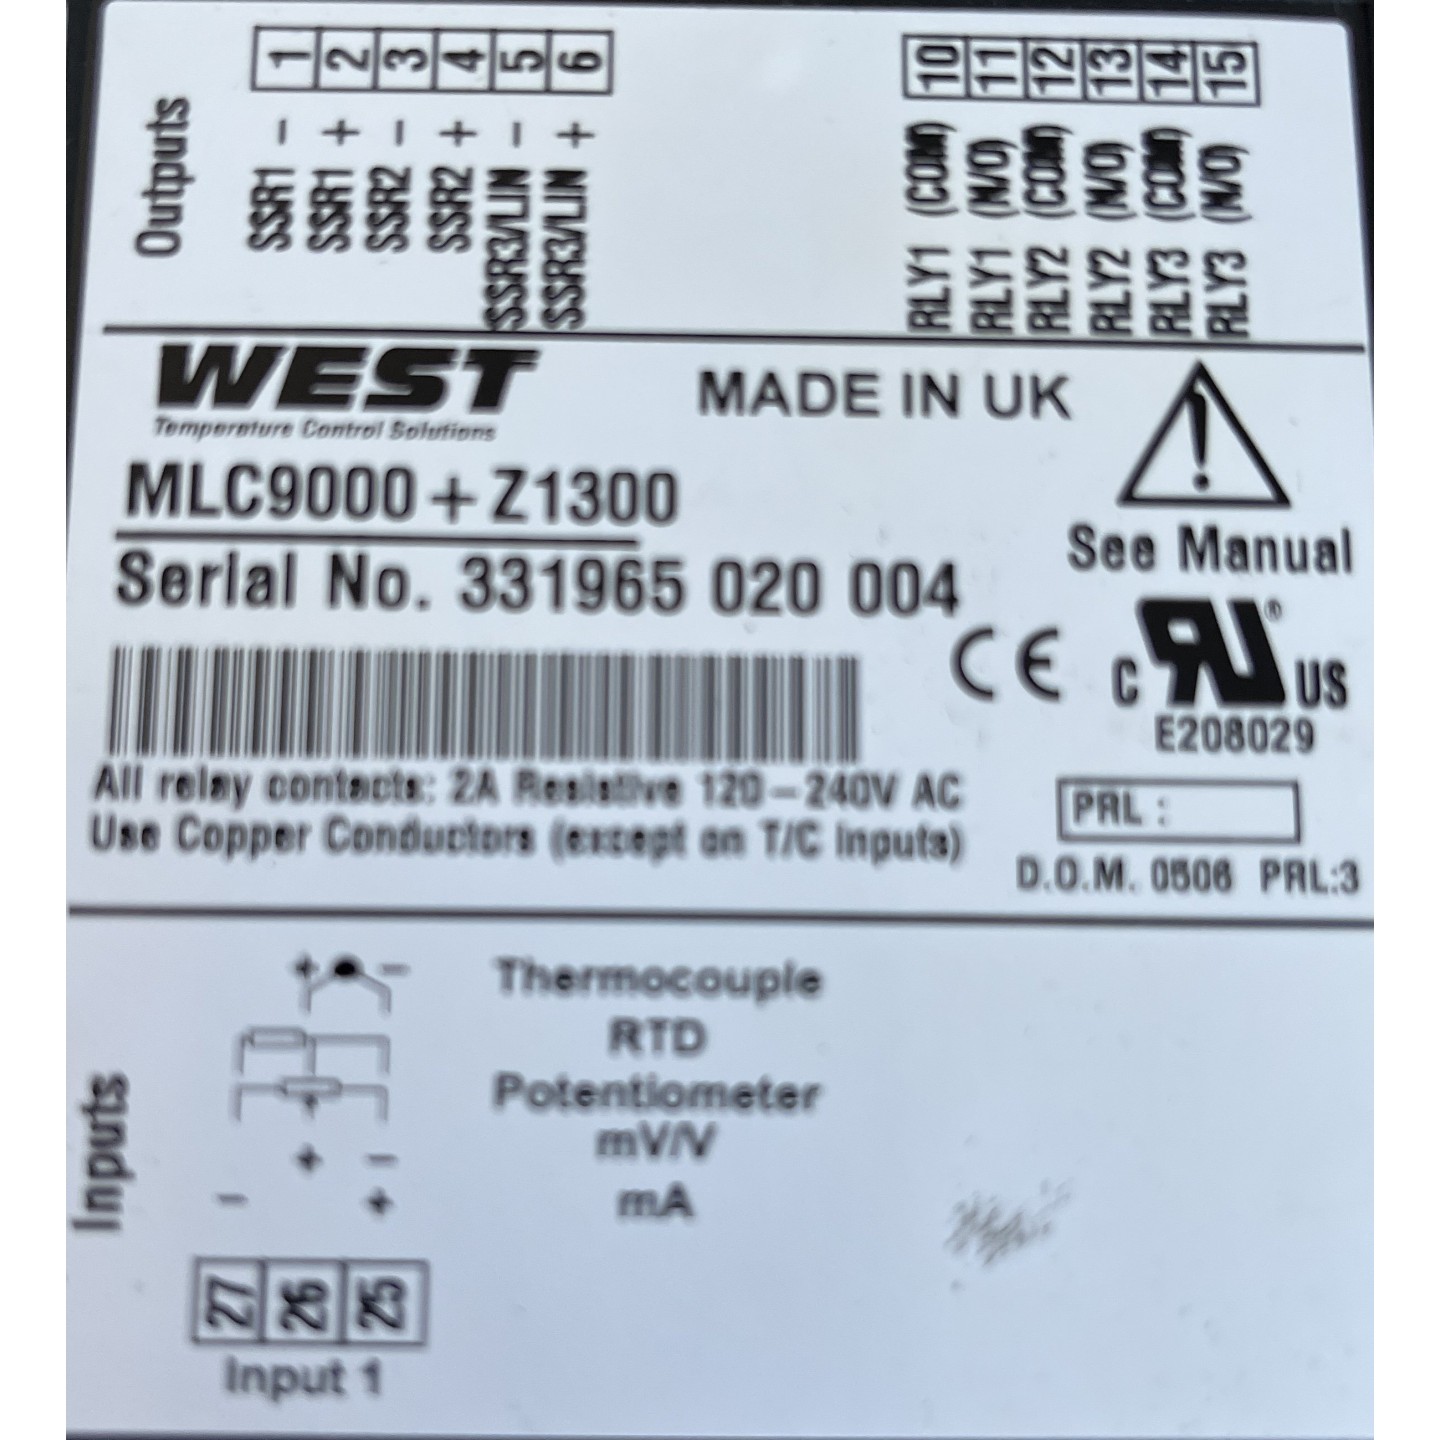 Outputs
1 2 3 4 5 6
SSR1 -
SSR1 +
SSR2 -
SSR2 +
SSR3/LIN -
SSR3/LIN +
10 11 12 13 14 15
RLY1 (COM)
RLY1 (N/O)
RLY2 (COM)
RLY2 (N/O)
RLY3 (COM)
RLY3 (N/O)
WEST
Temperature Control Solutions
MADE IN UK
MLC9000+Z1300
See Manual
Serial No. 331965 020 004
CE
C RU® US
E208029
All relay contacts: 2A Resistive 120-240V AC
Use Copper Conductors (except on T/C Inputs)
PRL :
D.O.M. 0506 PRL:3
Inputs
+ - Thermocouple
RTD
Potentiometer
+ - mV/V
- + mA
27 26 25
Input 1